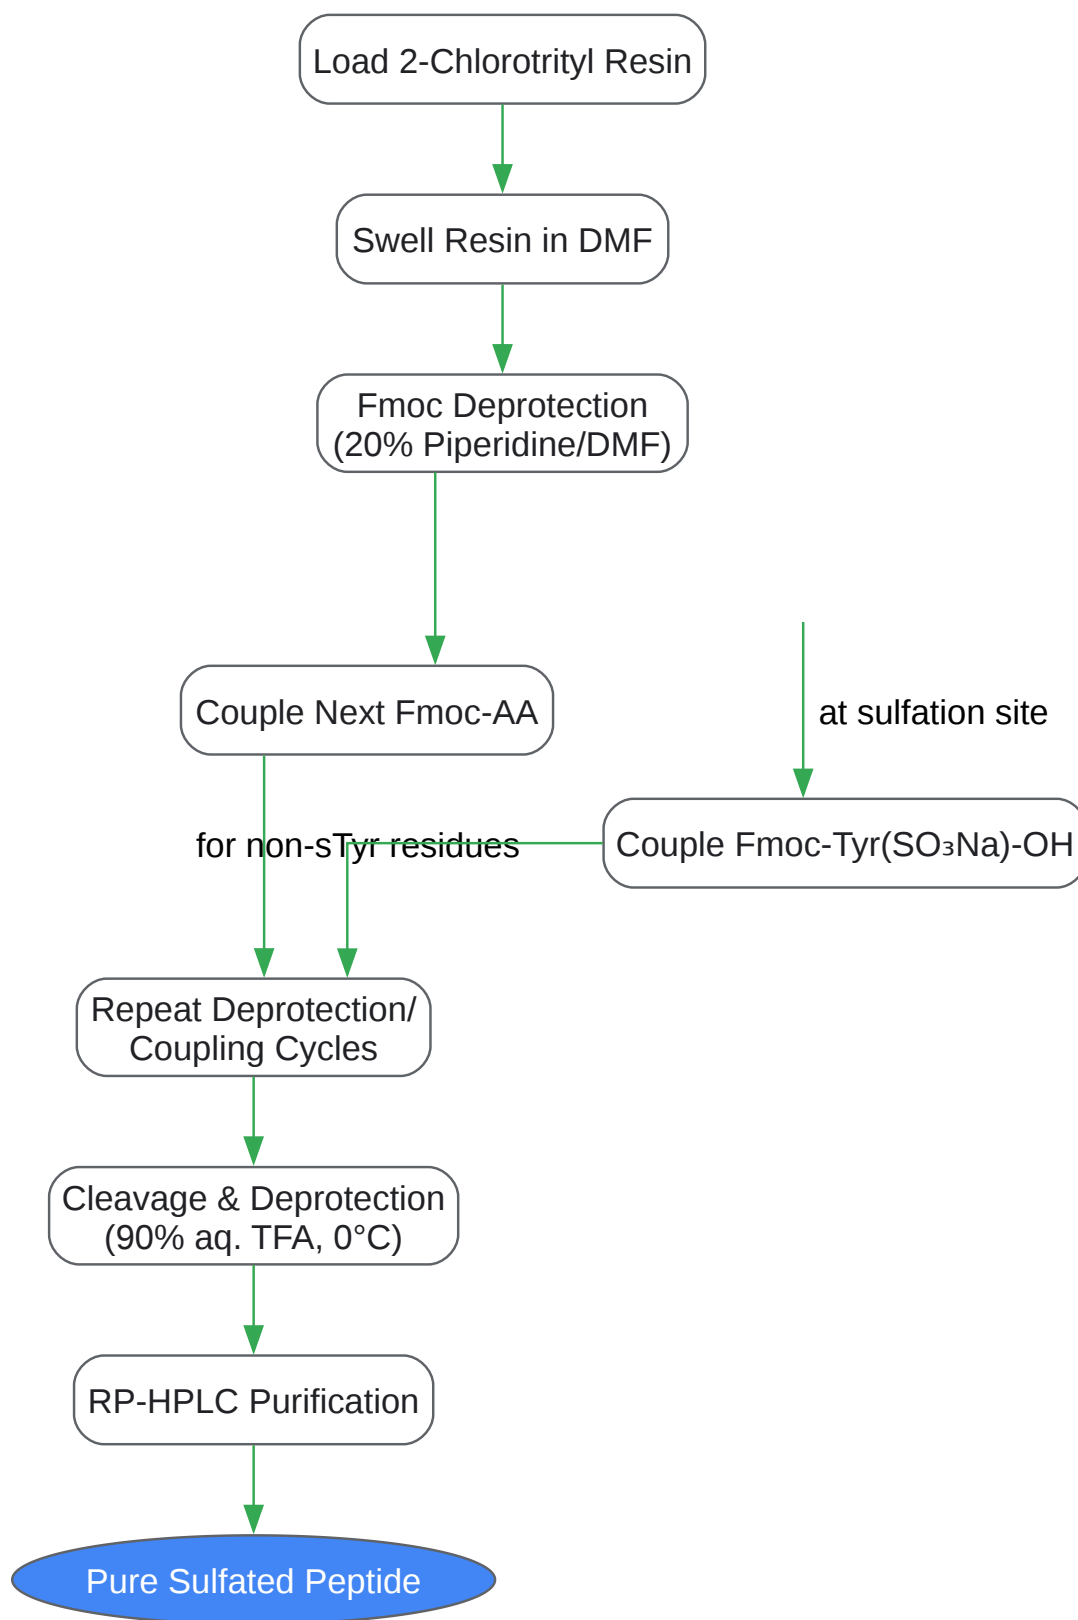 Load 2-Chlorotrityl Resin
Swell Resin in DMF
Fmoc Deprotection
(20% Piperidine/DMF)
Couple Next Fmoc-AA
at sulfation site
for non-sTyr residues
Couple Fmoc-Tyr(SO₃Na)-OH
Repeat Deprotection/
Coupling Cycles
Cleavage & Deprotection
(90% aq. TFA, 0°C)
RP-HPLC Purification
Pure Sulfated Peptide